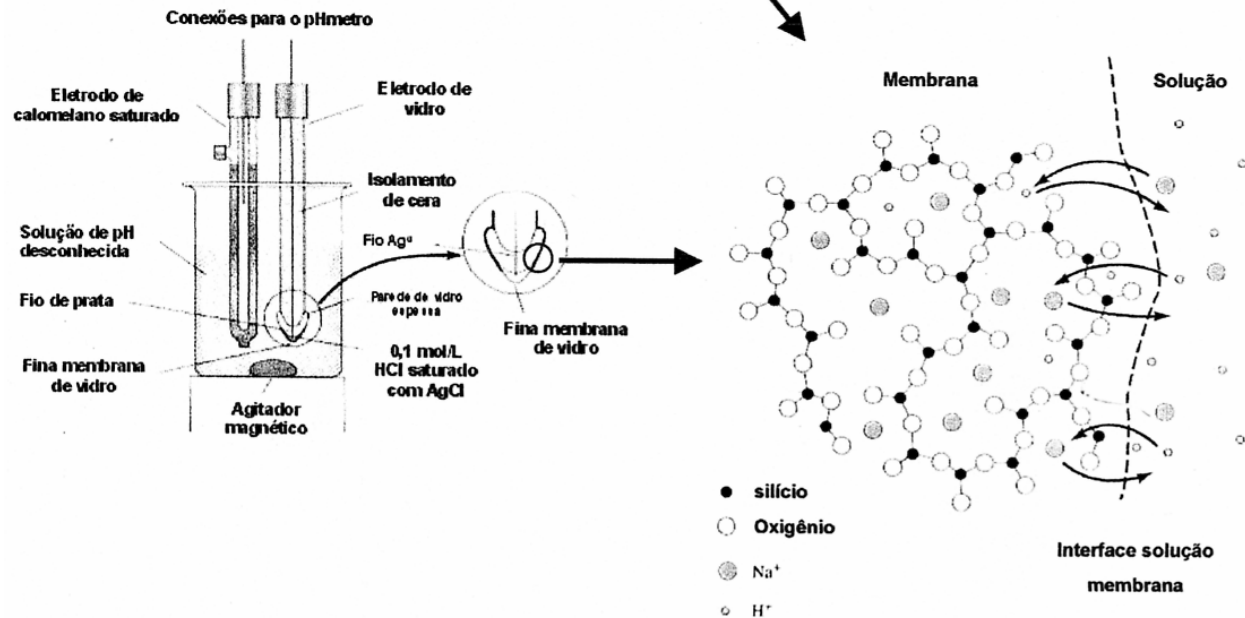 Conexões para o pHmetro
Eletrodo de
calomelano saturado
Eletrodo de
vidro
Isolamento
de cera
Solução de pH
desconhecida
Fio Ag⁰
Fio de prata
Parede de vidro
espessa
Fina membrana
de vidro
0,1 mol/L
HCl saturado
com AgCl
Agitador
magnético
Fina membrana
de vidro
Membrana
Solução
silício
Oxigênio
Na⁺
H⁺
Interface solução
membrana